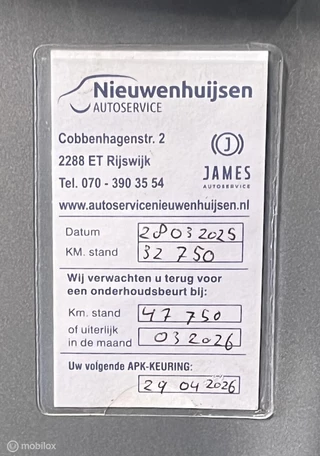 Nieuwenhuijsen
AUTOSERVICE
Cobbenhagenstr. 2
2288 ET Rijswijk
Tel. 070 - 390 35 54
JAMES
AUTOSERVICE
www.autoservicenieuwenhuijsen.nl
Datum 28 03 2025
KM. stand 32 750
Wij verwachten u terug voor
een onderhoudsbeurt bij:
Km. stand 47 750
of uiterlijk
in de maand 03 2026
Uw volgende APK-KEURING:
29 04 2026
mobilox